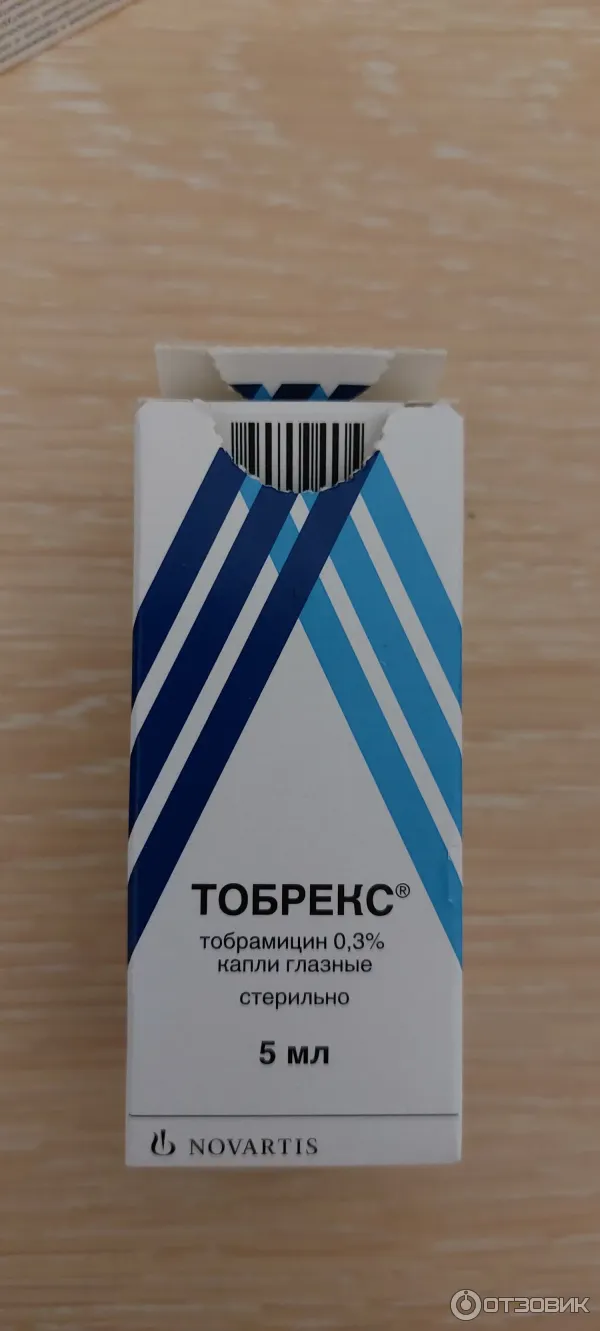 ТОБРЕКС®
тобрамицин 0,3%
капли глазные
стерильно
5 мл
NOVARTIS
ОТЗОВИК